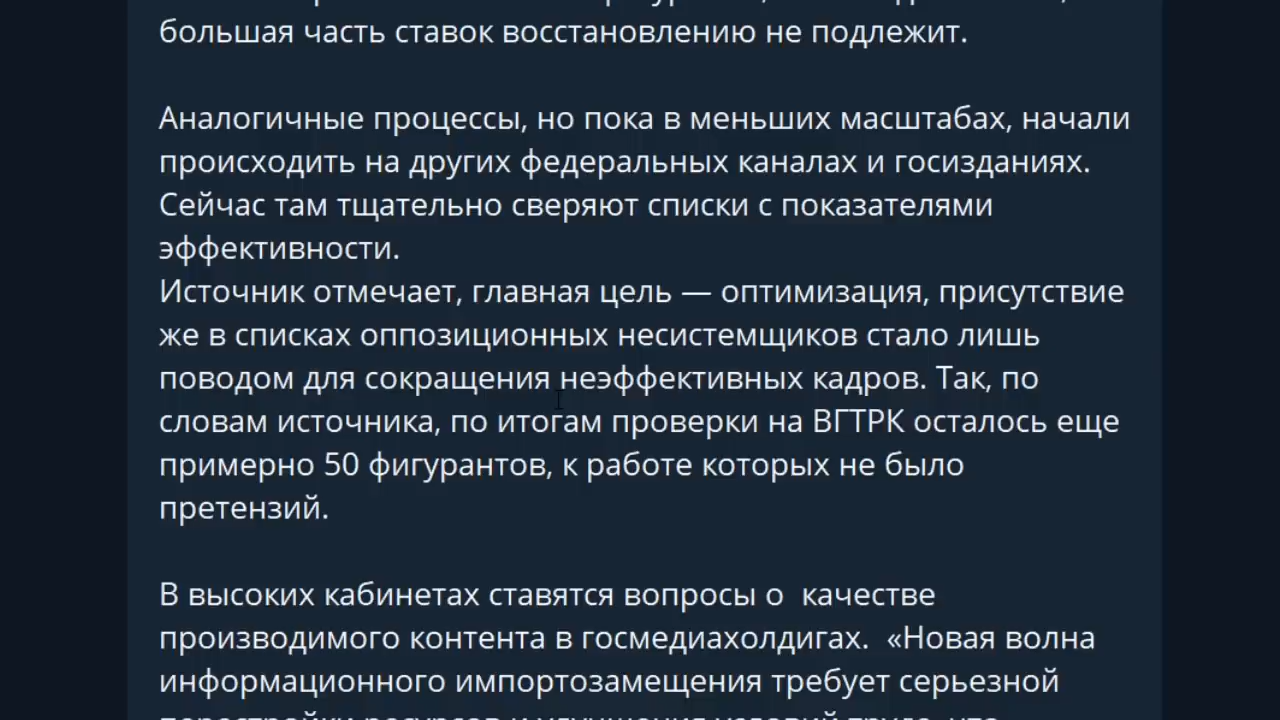 большая часть ставок восстановлению не подлежит.
Аналогичные процессы, но пока в меньших масштабах, начали
происходить на других федеральных каналах и госизданиях.
Сейчас там тщательно сверяют списки с показателями
эффективности.
Источник отмечает, главная цель — оптимизация, присутствие
же в списках оппозиционных несистемщиков стало лишь
поводом для сокращения неэффективных кадров. Так, по
словам источника, по итогам проверки на ВГТРК осталось еще
примерно 50 фигурантов, к работе которых не было
претензий.
В высоких кабинетах ставятся вопросы о  качестве
производимого контента в госмедиахолдигах.  «Новая волна
информационного импортозамещения требует серьезной